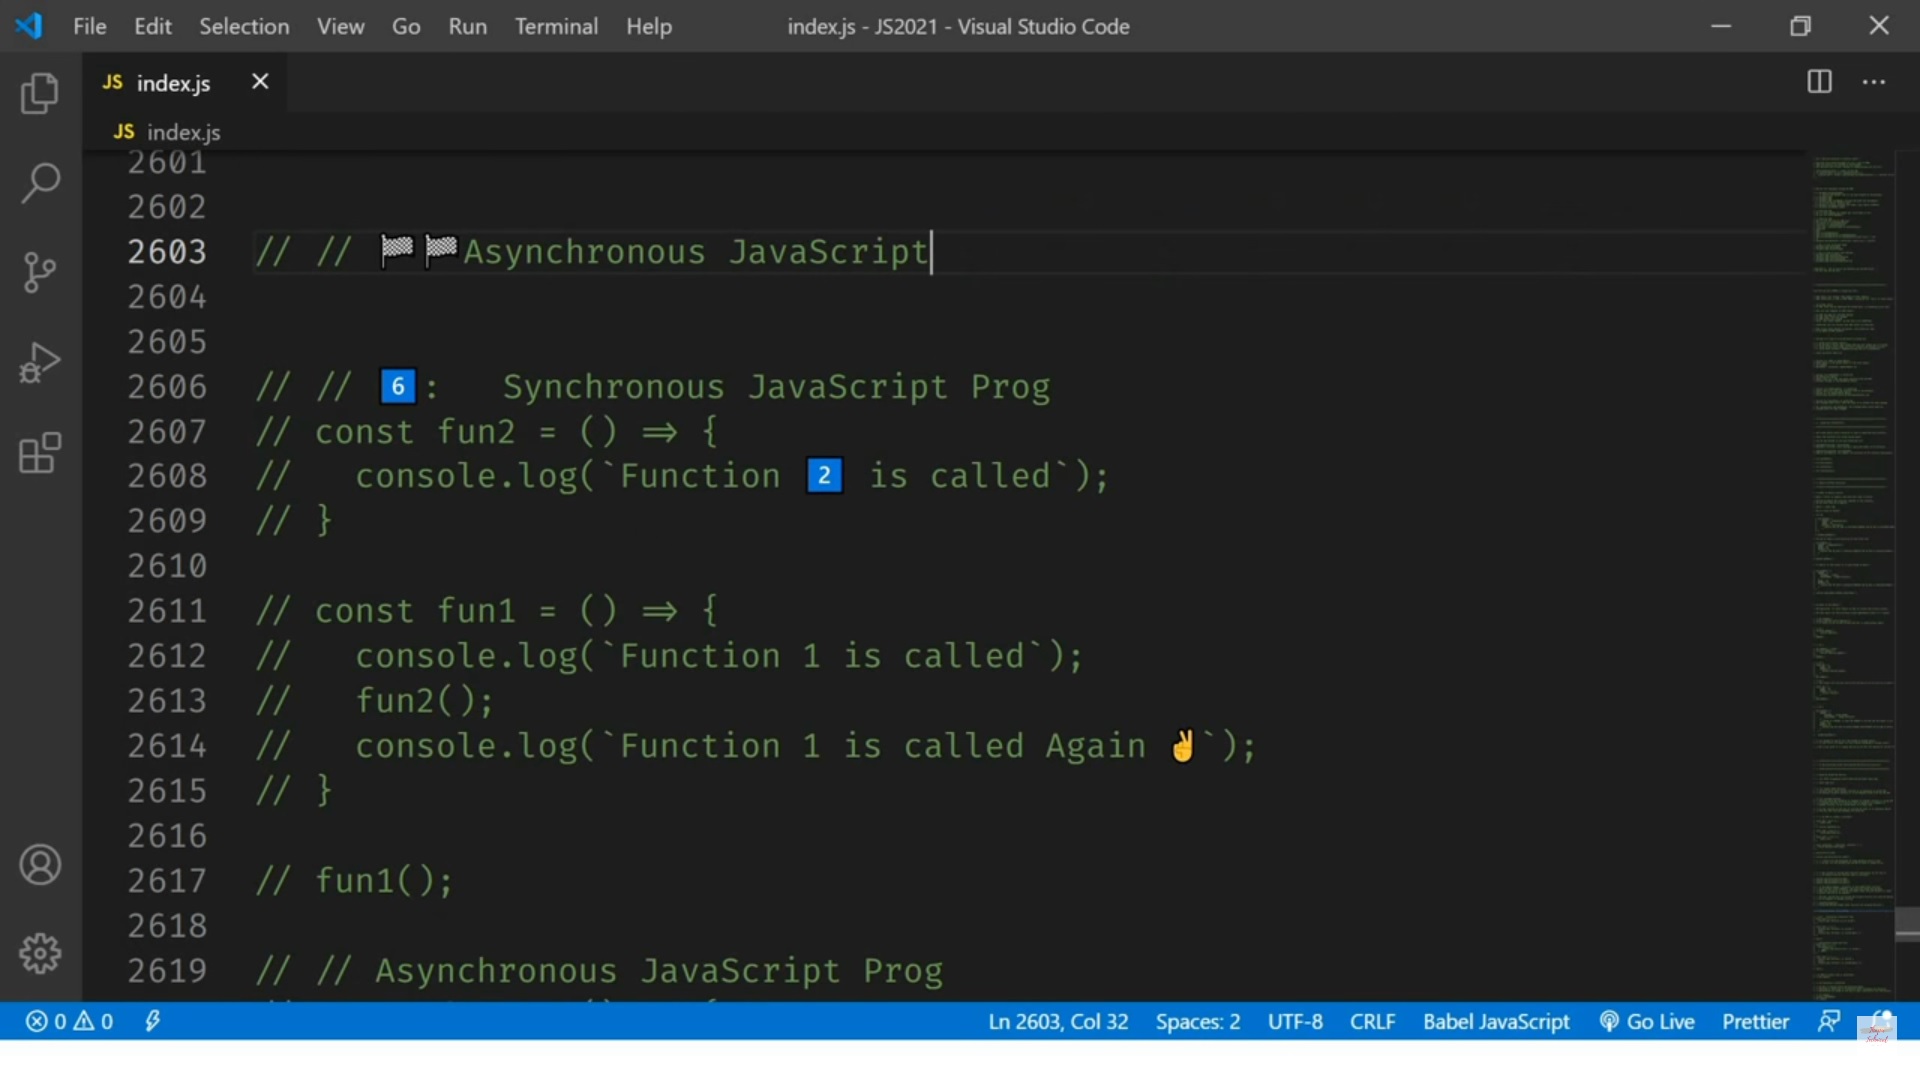 File Edit Selection View Go Run Terminal Help index.js - JS2021 - Visual Studio Code
JS index.js
JS index.js
2601
2602
2603 // // 🏁🏁Asynchronous JavaScript
2604
2605
2606 // // 6️⃣: Synchronous JavaScript Prog
2607 // const fun2 = () => {
2608 //   console.log(`Function 2️⃣ is called`);
2609 // }
2610
2611 // const fun1 = () => {
2612 //   console.log(`Function 1 is called`);
2613 //   fun2();
2614 //   console.log(`Function 1 is called Again ✌`);
2615 // }
2616
2617 // fun1();
2618
2619 // // Asynchronous JavaScript Prog
0 0 Ln 2603, Col 32 Spaces: 2 UTF-8 CRLF Babel JavaScript Go Live Prettier